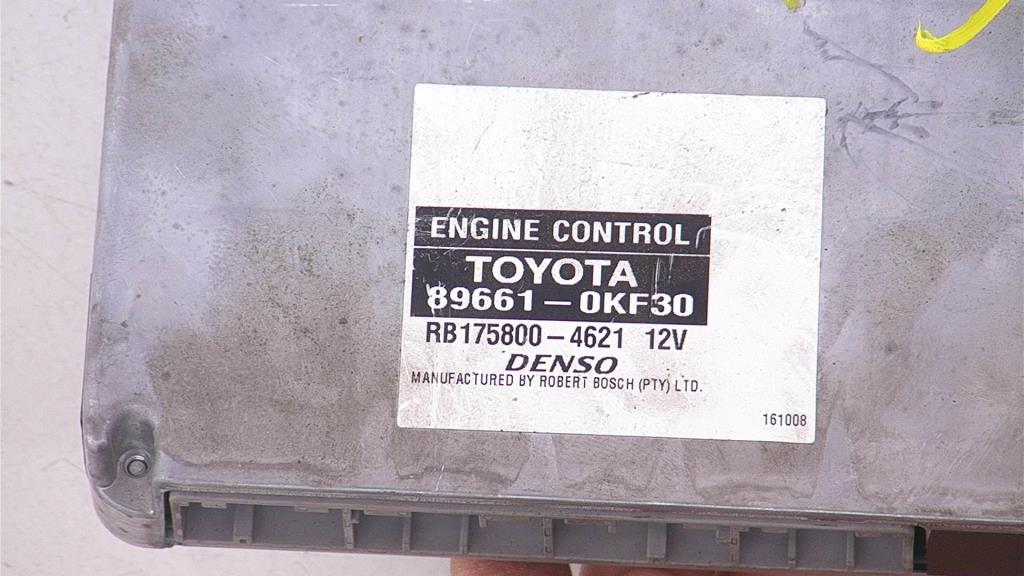 ENGINE CONTROL
TOYOTA
89661-0KF30
RB175800-4621 12V
DENSO
MANUFACTURED BY ROBERT BOSCH (PTY) LTD.
161008